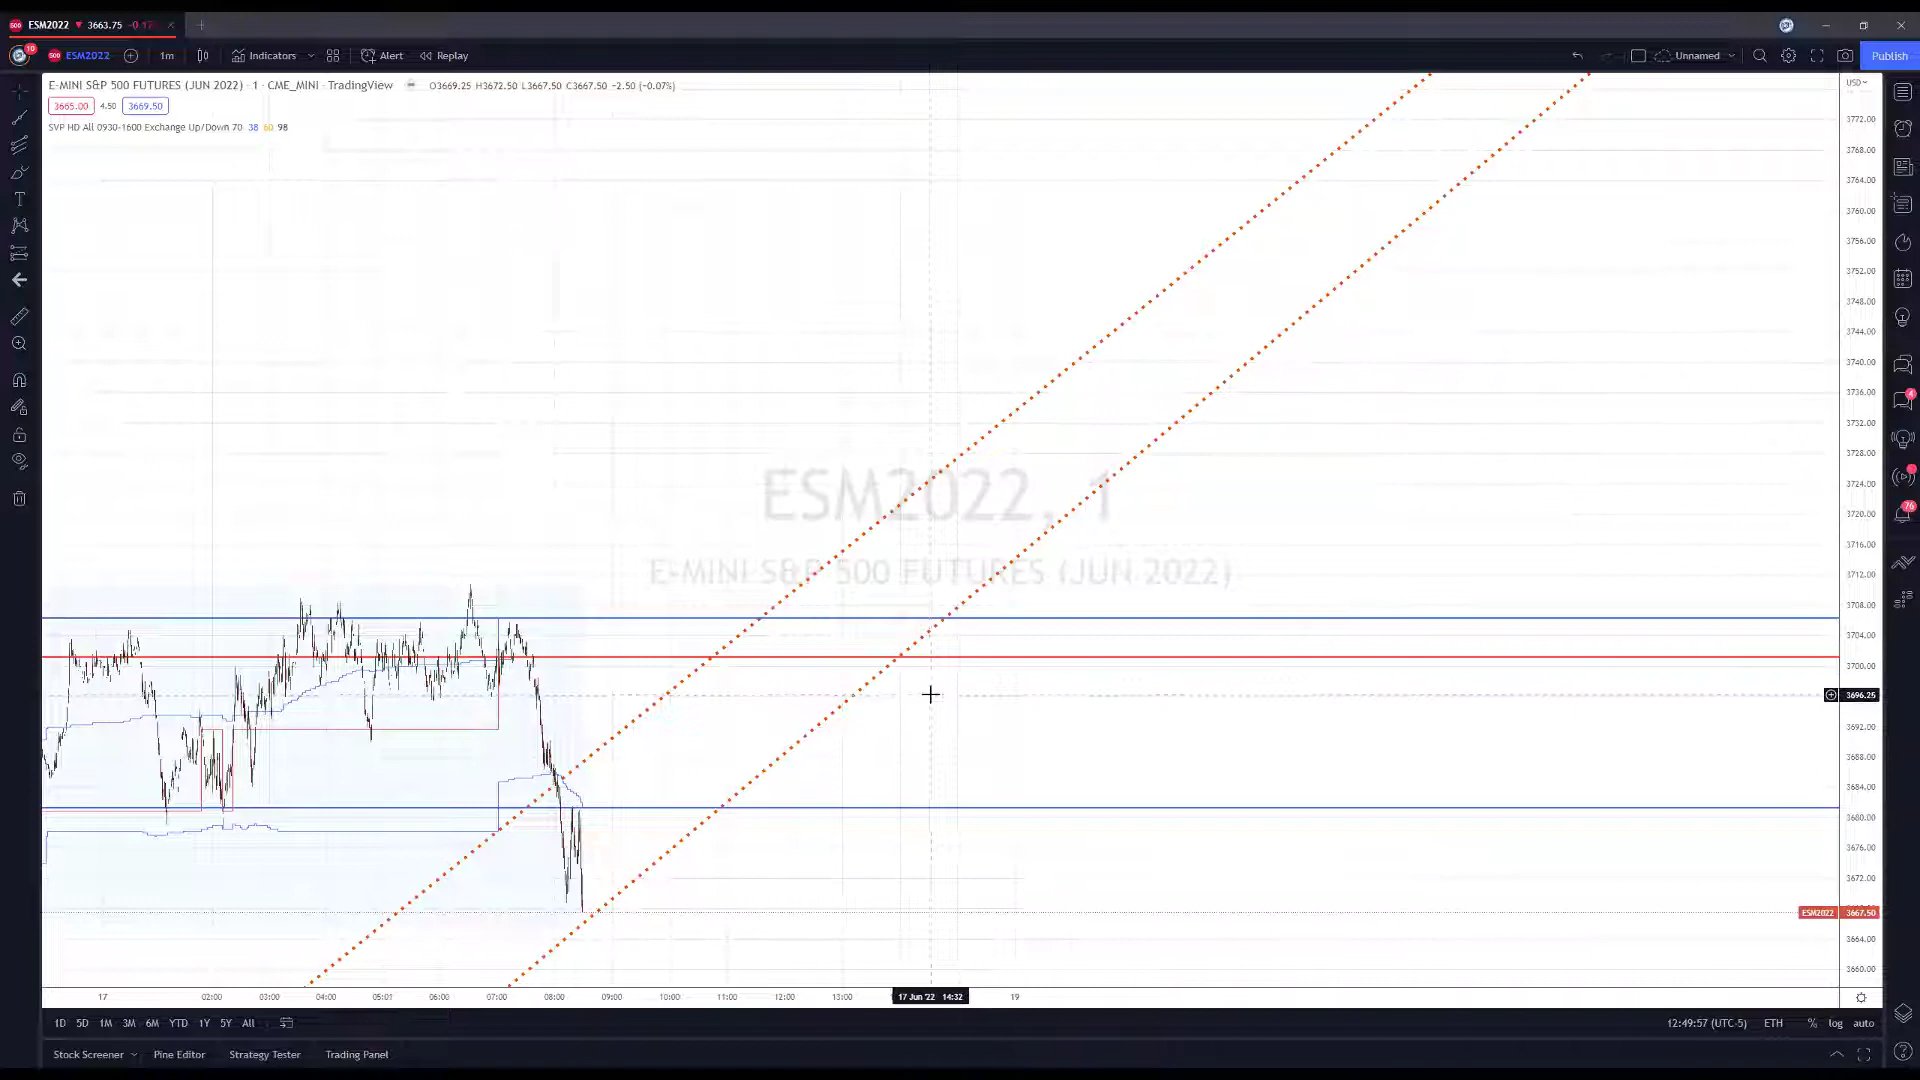 ESM2022 ▼ 3663.75 -0.17
10 ESM2022 1m Indicators Alert Replay Unnamed Publish
E-MINI S&P 500 FUTURES (JUN 2022) · 1 · CME_MINI · TradingView O3669.25 H3672.50 L3667.50 C3667.50 −2.50 (−0.07%)
USD
3665.00 4.50 3669.50
SVP HD All 0930-1600 Exchange Up/Down 70 38 60 98
3772.00
3768.00
3764.00
3760.00
3756.00
3752.00
3748.00
3744.00
3740.00
3736.00
3732.00
3728.00
3724.00
3720.00
3716.00
3712.00
3708.00
3704.00
3700.00
3696.25
3692.00
3688.00
3684.00
3680.00
3676.00
3672.00
ESM2022 3667.50
3664.00
3660.00
ESM2022, 1
E-MINI S&P 500 FUTURES (JUN 2022)
4
76
17 02:00 03:00 04:00 05:01 06:00 07:00 08:00 09:00 10:00 11:00 12:00 13:00 17 Jun '22 14:32 19
1D 5D 1M 3M 6M YTD 1Y 5Y All 12:49:57 (UTC-5) ETH % log auto
Stock Screener Pine Editor Strategy Tester Trading Panel